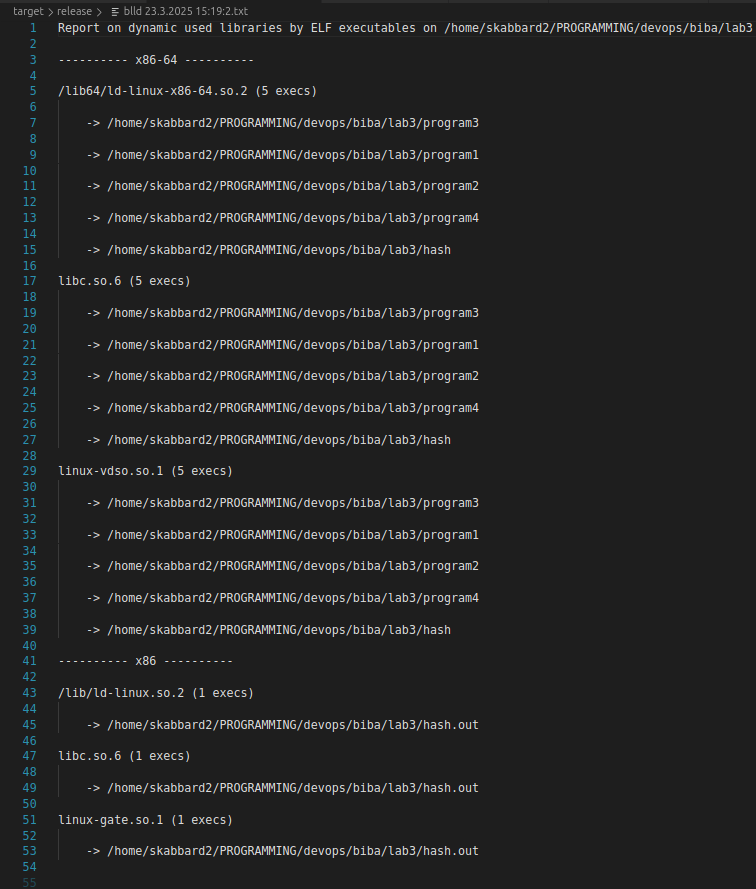 target > release > blld 23.3.2025 15:19:2.txt
1 Report on dynamic used libraries by ELF executables on /home/skabbard2/PROGRAMMING/devops/biba/lab3
2
3 ---------- x86-64 ----------
4
5 /lib64/ld-linux-x86-64.so.2 (5 execs)
6
7 -> /home/skabbard2/PROGRAMMING/devops/biba/lab3/program3
8
9 -> /home/skabbard2/PROGRAMMING/devops/biba/lab3/program1
10
11 -> /home/skabbard2/PROGRAMMING/devops/biba/lab3/program2
12
13 -> /home/skabbard2/PROGRAMMING/devops/biba/lab3/program4
14
15 -> /home/skabbard2/PROGRAMMING/devops/biba/lab3/hash
16
17 libc.so.6 (5 execs)
18
19 -> /home/skabbard2/PROGRAMMING/devops/biba/lab3/program3
20
21 -> /home/skabbard2/PROGRAMMING/devops/biba/lab3/program1
22
23 -> /home/skabbard2/PROGRAMMING/devops/biba/lab3/program2
24
25 -> /home/skabbard2/PROGRAMMING/devops/biba/lab3/program4
26
27 -> /home/skabbard2/PROGRAMMING/devops/biba/lab3/hash
28
29 linux-vdso.so.1 (5 execs)
30
31 -> /home/skabbard2/PROGRAMMING/devops/biba/lab3/program3
32
33 -> /home/skabbard2/PROGRAMMING/devops/biba/lab3/program1
34
35 -> /home/skabbard2/PROGRAMMING/devops/biba/lab3/program2
36
37 -> /home/skabbard2/PROGRAMMING/devops/biba/lab3/program4
38
39 -> /home/skabbard2/PROGRAMMING/devops/biba/lab3/hash
40
41 ---------- x86 ----------
42
43 /lib/ld-linux.so.2 (1 execs)
44
45 -> /home/skabbard2/PROGRAMMING/devops/biba/lab3/hash.out
46
47 libc.so.6 (1 execs)
48
49 -> /home/skabbard2/PROGRAMMING/devops/biba/lab3/hash.out
50
51 linux-gate.so.1 (1 execs)
52
53 -> /home/skabbard2/PROGRAMMING/devops/biba/lab3/hash.out
54
55